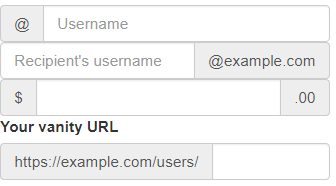 @ Username
Recipient's username @example.com
$ .00
Your vanity URL
https://example.com/users/